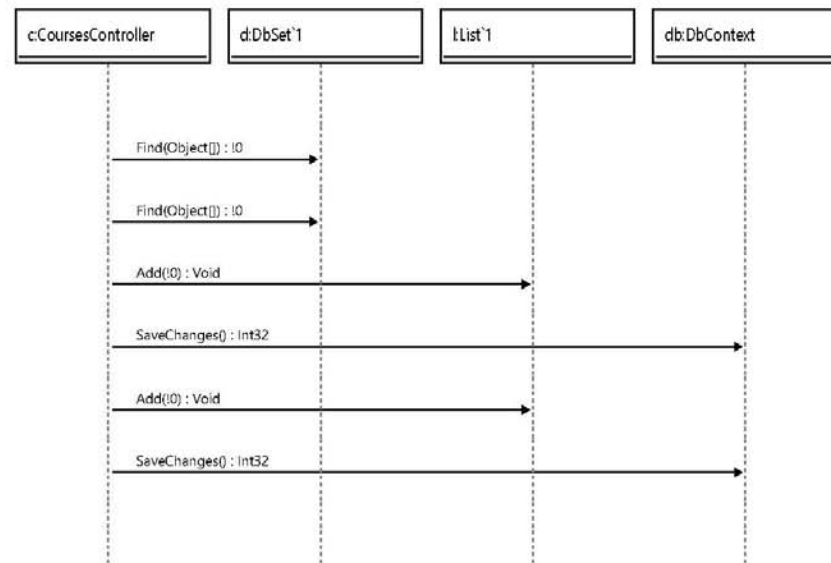 c:CoursesController
d:DbSet`1
l:List`1
db:DbContext
Find(Object[]) : !0
Find(Object[]) : !0
Add(!0) : Void
SaveChanges() : Int32
Add(!0) : Void
SaveChanges() : Int32